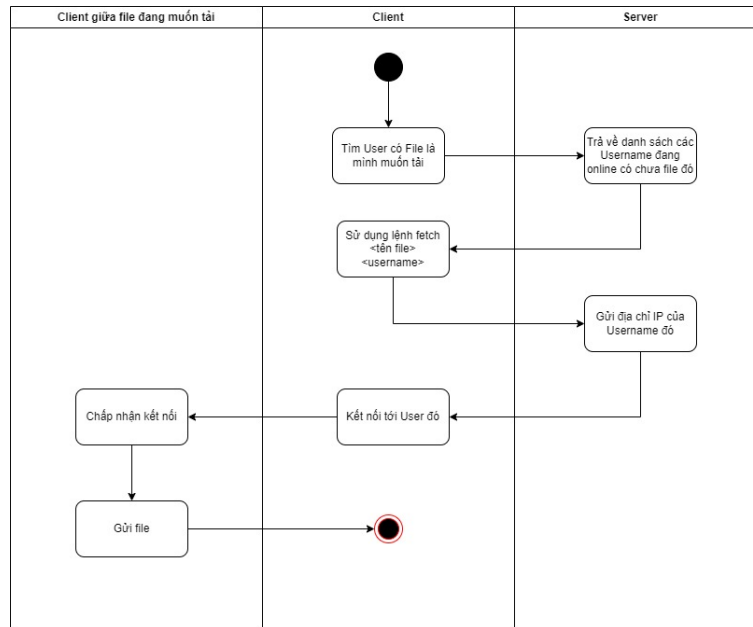 Client giữa file đang muốn tải
Client
Server
Tìm User có File là
mình muốn tải
Trả về danh sách các
Username đang
online có chưa file đó
Sử dụng lệnh fetch
<tên file>
<username>
Gửi địa chỉ IP của
Username đó
Chấp nhận kết nối
Kết nối tới User đó
Gửi file